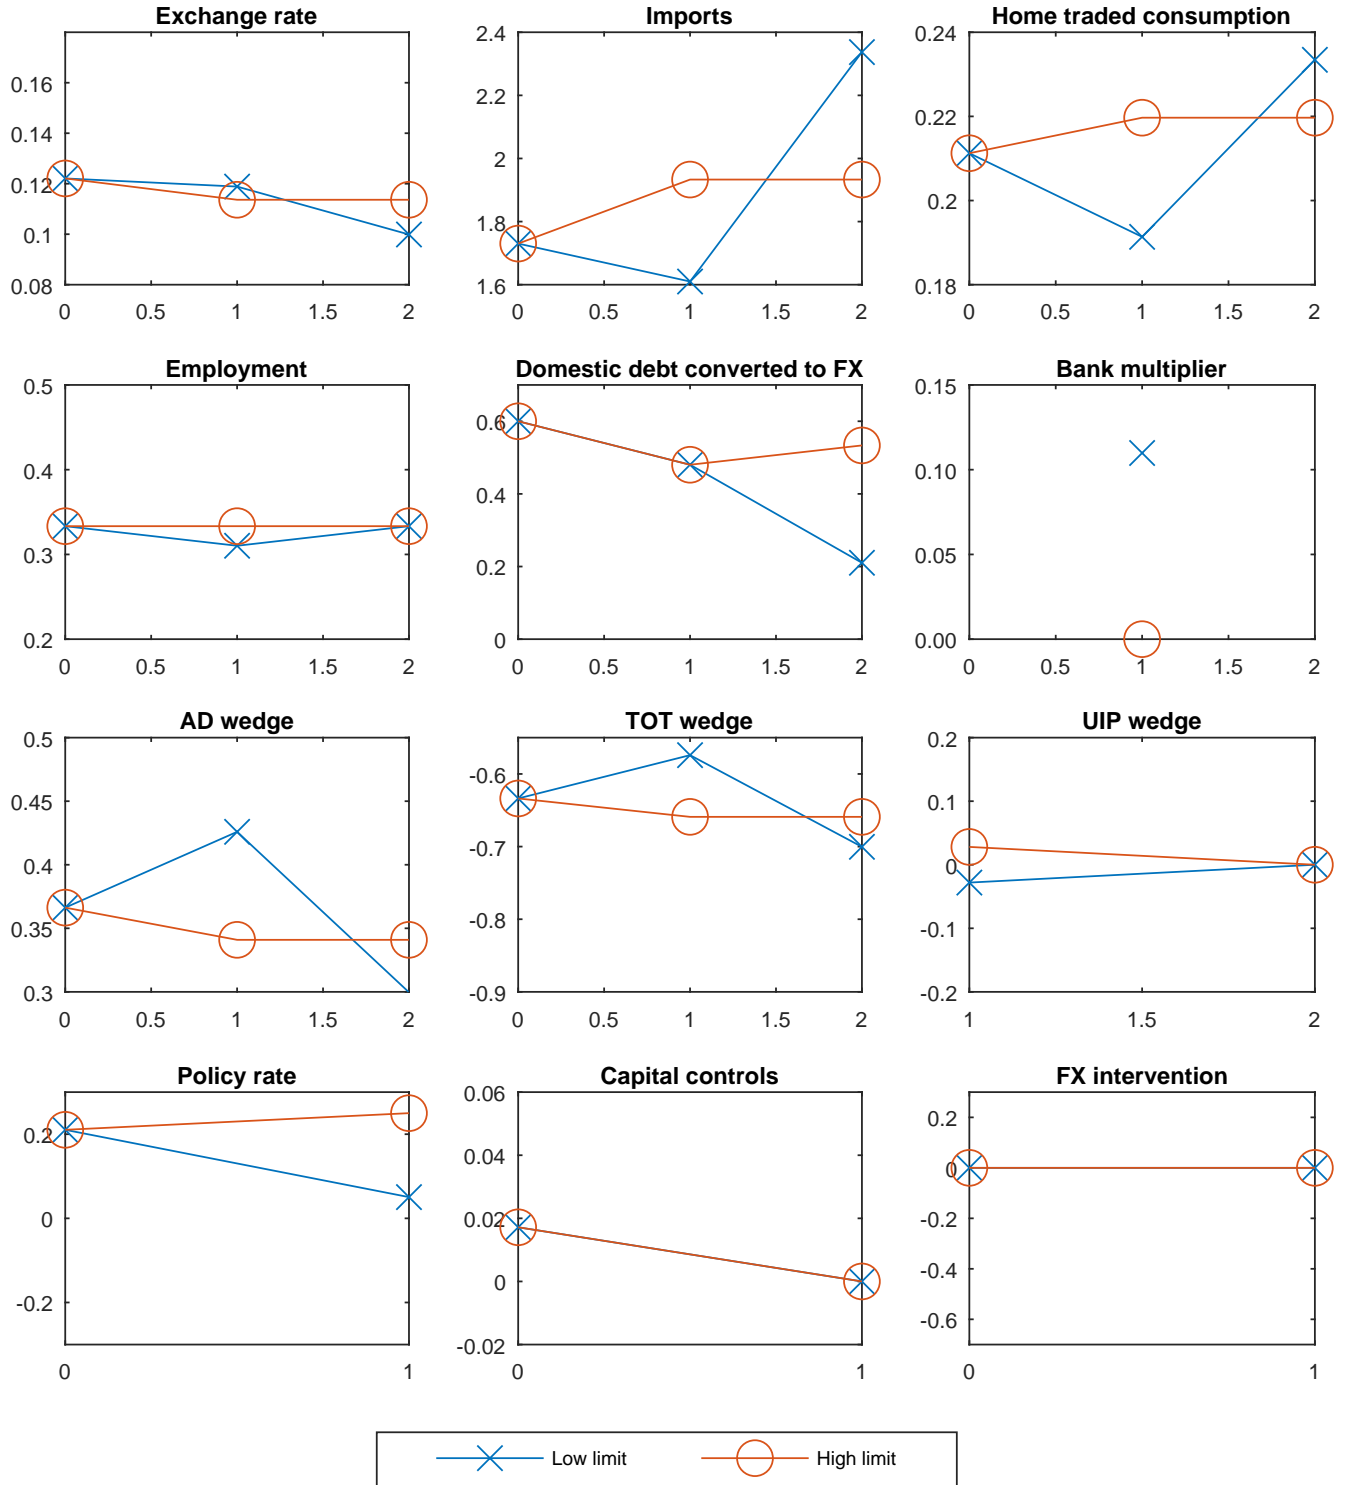 Exchange rate
0.16
0.14
0.12
0.1
0.08
0 0.5 1 1.5 2
Imports
2.4
2.2
2
1.8
1.6
0 0.5 1 1.5 2
Home traded consumption
0.24
0.22
0.2
0.18
0 0.5 1 1.5 2
Employment
0.5
0.4
0.3
0.2
0 0.5 1 1.5 2
Domestic debt converted to FX
0.6
0.4
0.2
0
0 0.5 1 1.5 2
Bank multiplier
0.15
0.10
0.05
0.00
0 0.5 1 1.5 2
AD wedge
0.5
0.45
0.4
0.35
0.3
0 0.5 1 1.5 2
TOT wedge
-0.6
-0.7
-0.8
-0.9
0 0.5 1 1.5 2
UIP wedge
0.2
0.1
0
-0.1
-0.2
1 1.5 2
Policy rate
0.2
0
-0.2
0 1
Capital controls
0.06
0.04
0.02
0
-0.02
0 1
FX intervention
0.2
0
-0.2
-0.4
-0.6
0 1
Low limit High limit